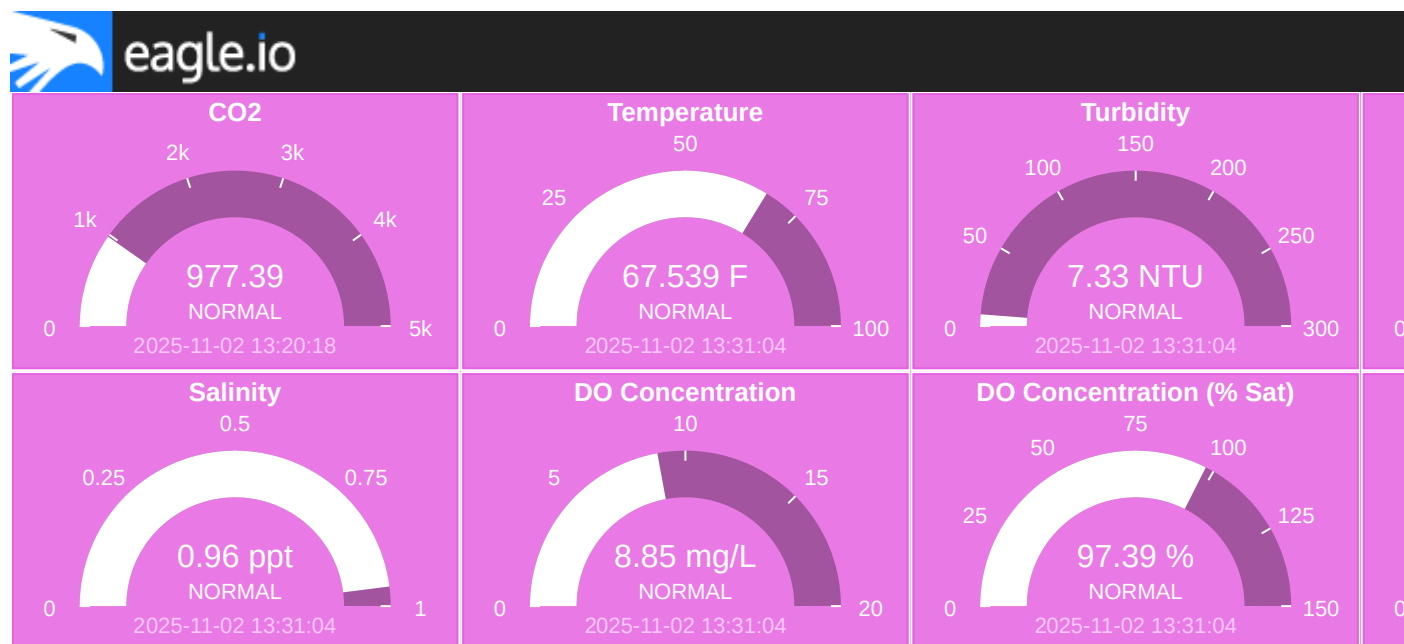 eagle.io
CO2
2k
3k
1k
4k
977.39
NORMAL
0
5k
2025-11-02 13:20:18
Temperature
50
25
75
67.539 F
NORMAL
0
100
2025-11-02 13:31:04
Turbidity
150
100
200
50
250
7.33 NTU
NORMAL
0
300
2025-11-02 13:31:04
0
Salinity
0.5
0.25
0.75
0.96 ppt
NORMAL
0
1
2025-11-02 13:31:04
DO Concentration
10
5
15
8.85 mg/L
NORMAL
0
20
2025-11-02 13:31:04
DO Concentration (% Sat)
75
50
100
25
125
97.39 %
NORMAL
0
150
2025-11-02 13:31:04
0